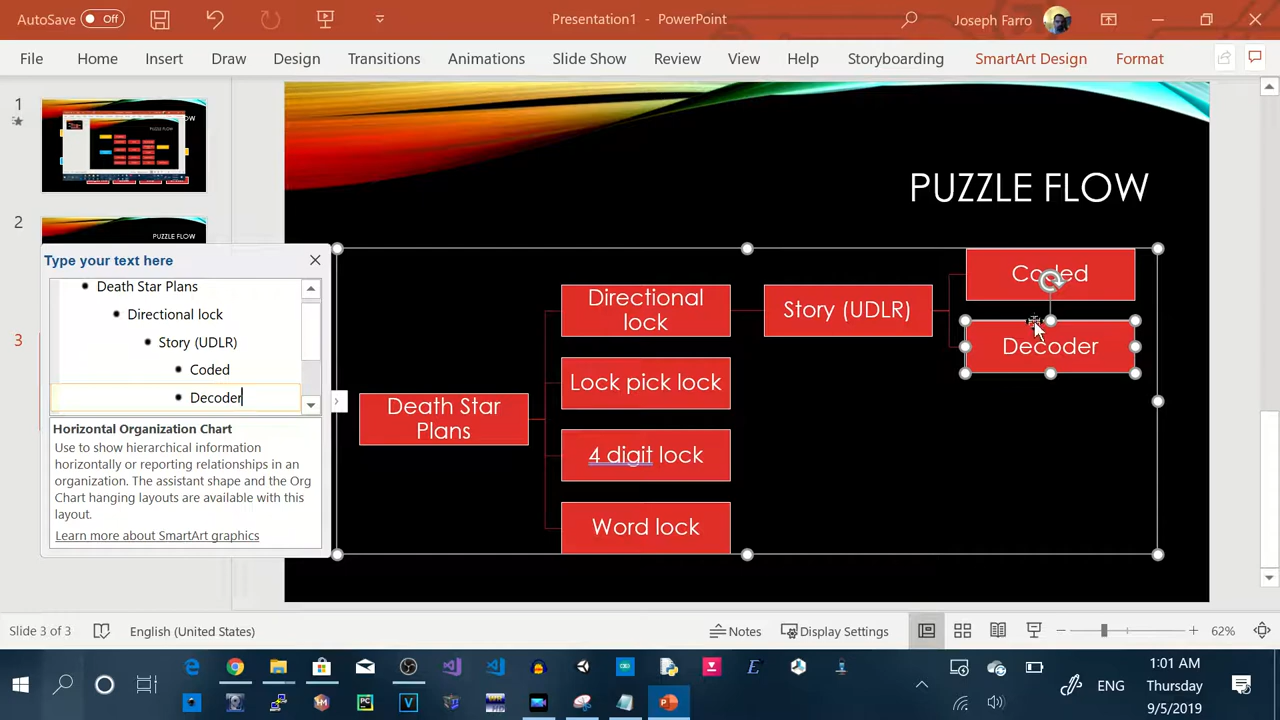 AutoSave Off
Presentation1 - PowerPoint
Joseph Farro
File Home Insert Draw Design Transitions Animations Slide Show Review View Help Storyboarding SmartArt Design Format
1
2
3
PUZZLE FLOW
PUZZLE FLOW
Type your text here
Death Star Plans
Directional lock
Story (UDLR)
Coded
Decoder
Horizontal Organization Chart
Use to show hierarchical information
horizontally or reporting relationships in an
organization. The assistant shape and the Org
Chart hanging layouts are available with this
layout.
Learn more about SmartArt graphics
Death Star
Plans
Directional
lock
Lock pick lock
4 digit lock
Word lock
Story (UDLR)
Coded
Decoder
Slide 3 of 3
English (United States)
Notes
Display Settings
62%
ENG
1:01 AM
Thursday
9/5/2019